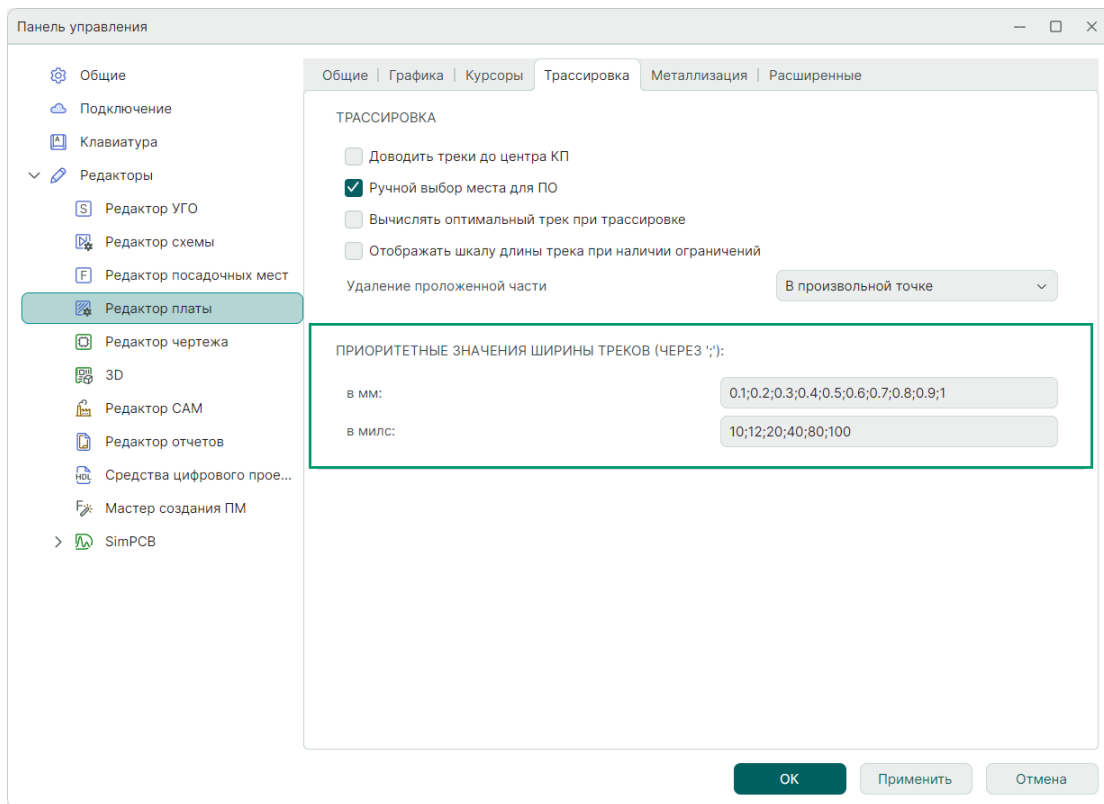 Панель управления
Общие
Подключение
Клавиатура
Редакторы
Редактор УГО
Редактор схемы
Редактор посадочных мест
Редактор платы
Редактор чертежа
3D
Редактор CAM
Редактор отчетов
Средства цифрового прое...
Мастер создания ПМ
SimPCB
Общие | Графика | Курсоры Трассировка Металлизация | Расширенные
ТРАССИРОВКА
Доводить треки до центра КП
Ручной выбор места для ПО
Вычислять оптимальный трек при трассировке
Отображать шкалу длины трека при наличии ограничений
Удаление проложенной части В произвольной точке
ПРИОРИТЕТНЫЕ ЗНАЧЕНИЯ ШИРИНЫ ТРЕКОВ (ЧЕРЕЗ ';'):
в мм: 0.1;0.2;0.3;0.4;0.5;0.6;0.7;0.8;0.9;1
в милс: 10;12;20;40;80;100
ОК Применить Отмена